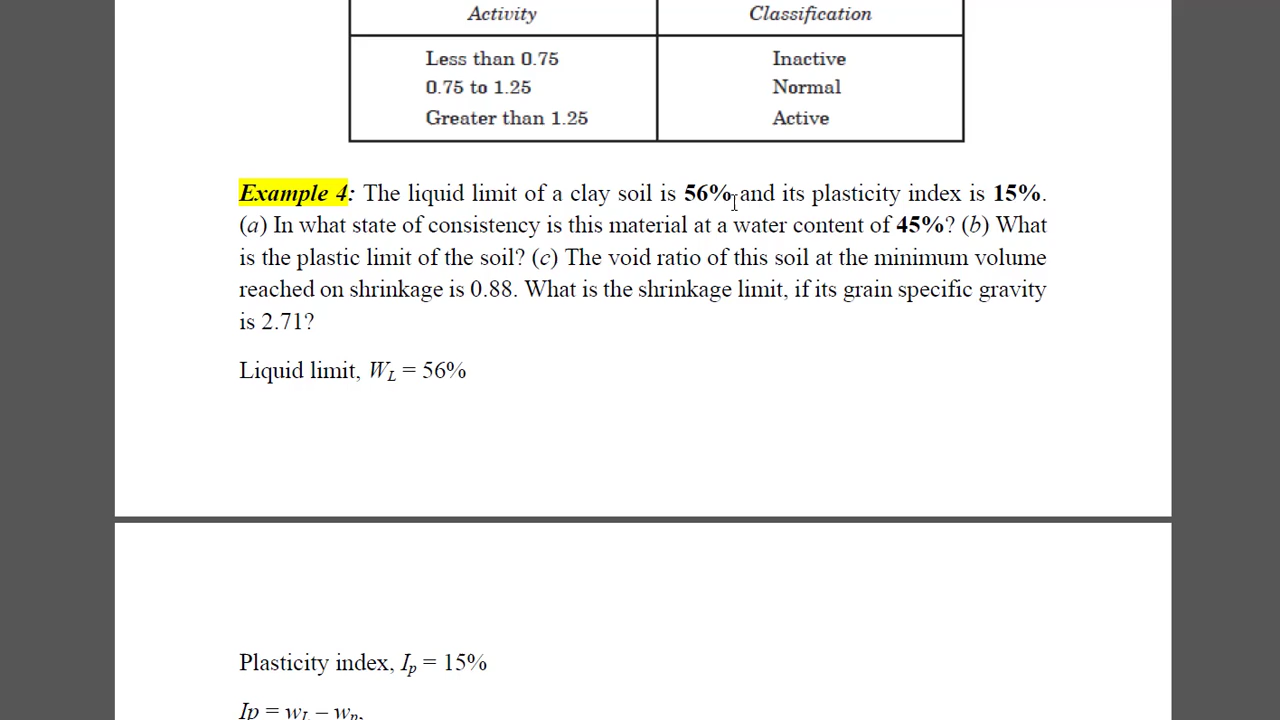 Activity Classification
Less than 0.75 Inactive
0.75 to 1.25 Normal
Greater than 1.25 Active
Example 4: The liquid limit of a clay soil is 56% and its plasticity index is 15%.
(a) In what state of consistency is this material at a water content of 45%? (b) What
is the plastic limit of the soil? (c) The void ratio of this soil at the minimum volume
reached on shrinkage is 0.88. What is the shrinkage limit, if its grain specific gravity
is 2.71?
Liquid limit, WL = 56%
Plasticity index, Ip = 15%
Ip = wL – wp,